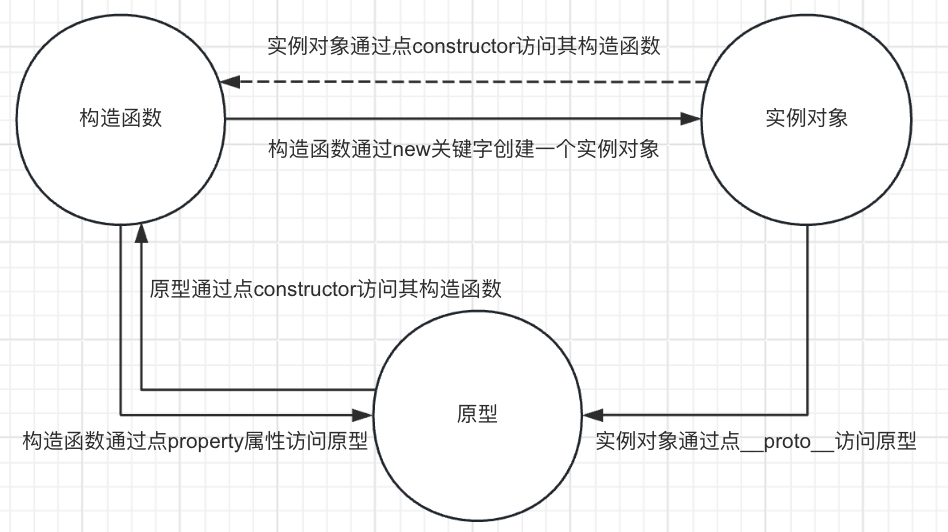 实例对象通过点constructor访问其构造函数
构造函数
实例对象
构造函数通过new关键字创建一个实例对象
原型通过点constructor访问其构造函数
原型
构造函数通过点property属性访问原型
实例对象通过点__proto__访问原型